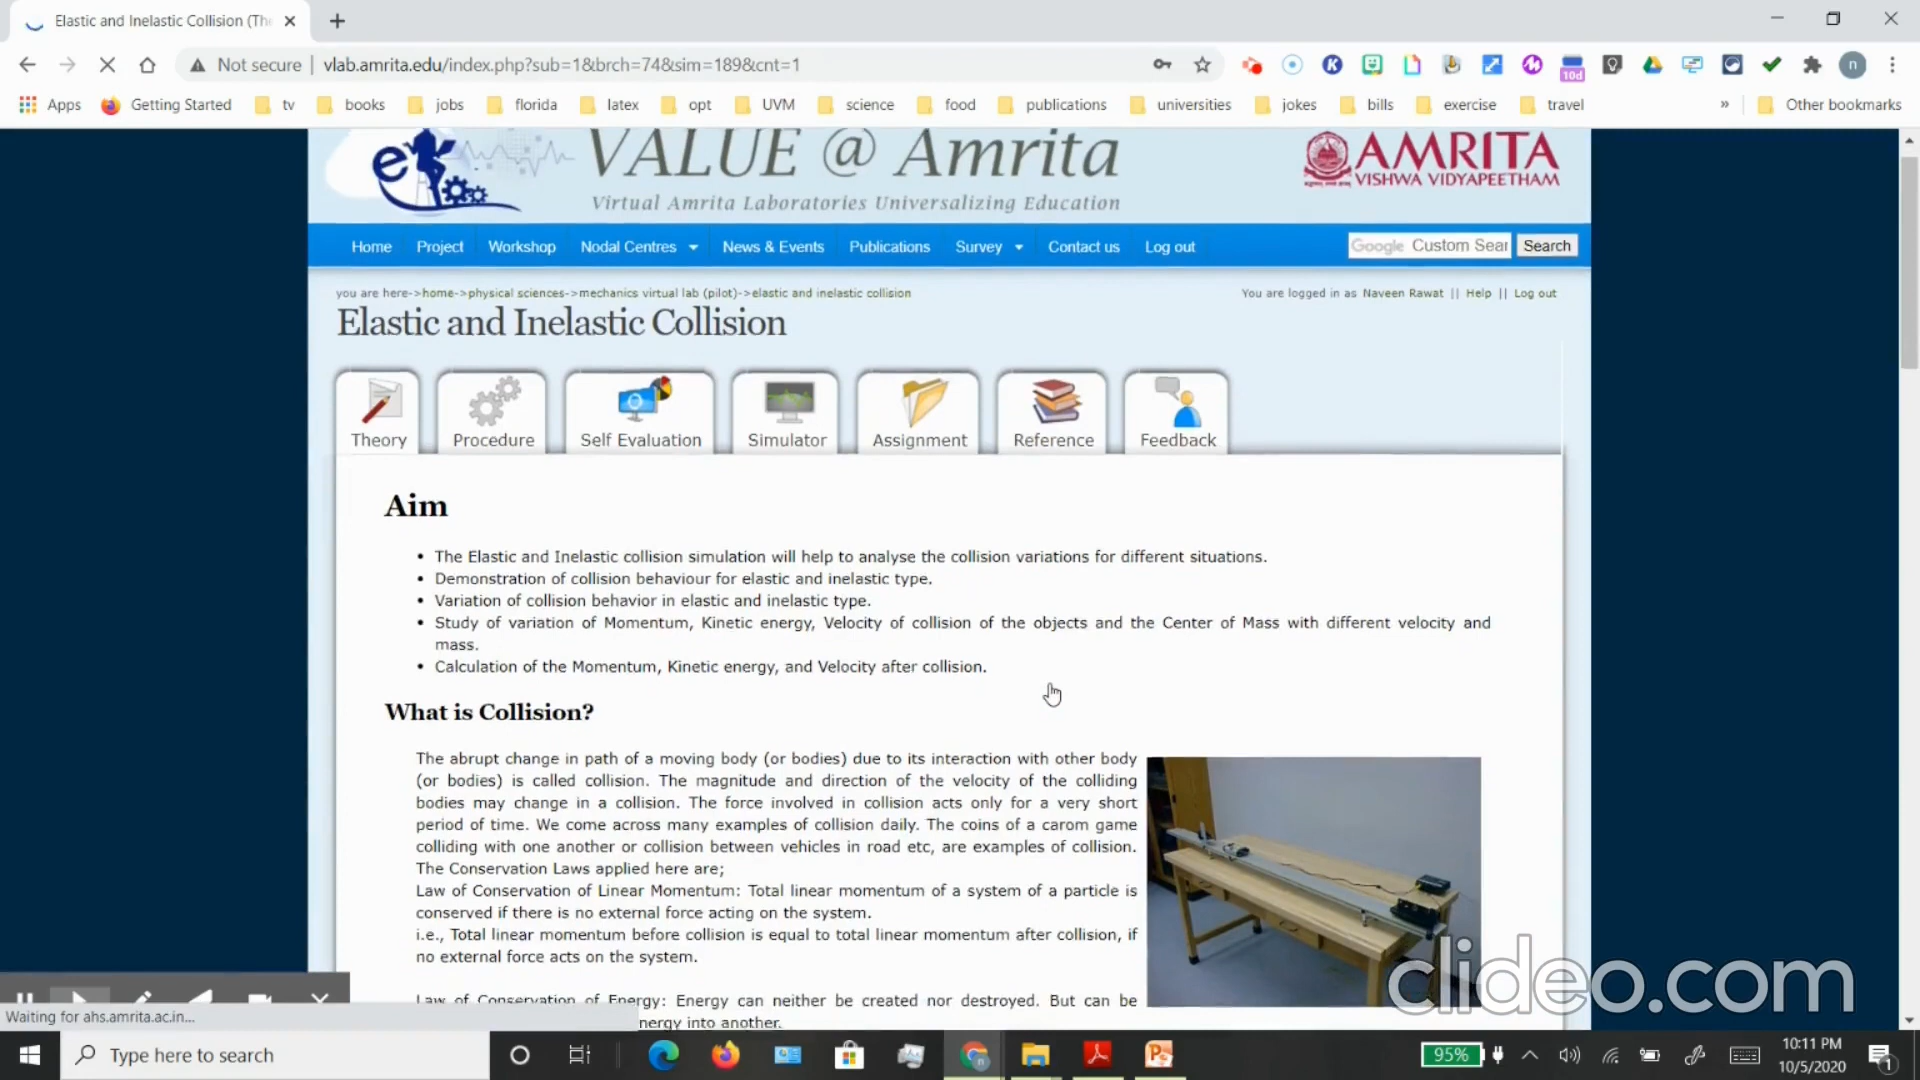 Elastic and Inelastic Collision (The
Not secure | vlab.amrita.edu/index.php?sub=1&brch=74&sim=189&cnt=1
10d
n
Apps Getting Started tv books jobs florida latex opt UVM science food publications universities jokes bills exercise travel » Other bookmarks
VALUE @ Amrita
Virtual Amrita Laboratories Universalizing Education
AMRITA
VISHWA VIDYAPEETHAM
Home Project Workshop Nodal Centres News & Events Publications Survey Contact us Log out Google Custom Sear Search
you are here->home->physical sciences->mechanics virtual lab (pilot)->elastic and inelastic collision
You are logged in as Naveen Rawat || Help || Log out
Elastic and Inelastic Collision
Theory Procedure Self Evaluation Simulator Assignment Reference Feedback
Aim
• The Elastic and Inelastic collision simulation will help to analyse the collision variations for different situations.
• Demonstration of collision behaviour for elastic and inelastic type.
• Variation of collision behavior in elastic and inelastic type.
• Study of variation of Momentum, Kinetic energy, Velocity of collision of the objects and the Center of Mass with different velocity and
mass.
• Calculation of the Momentum, Kinetic energy, and Velocity after collision.
What is Collision?
The abrupt change in path of a moving body (or bodies) due to its interaction with other body
(or bodies) is called collision. The magnitude and direction of the velocity of the colliding
bodies may change in a collision. The force involved in collision acts only for a very short
period of time. We come across many examples of collision daily. The coins of a carom game
colliding with one another or collision between vehicles in road etc, are examples of collision.
The Conservation Laws applied here are;
Law of Conservation of Linear Momentum: Total linear momentum of a system of a particle is
conserved if there is no external force acting on the system.
i.e., Total linear momentum before collision is equal to total linear momentum after collision, if
no external force acts on the system.
Law of Conservation of Energy: Energy can neither be created nor destroyed. But can be
nergy into another.
clideo.com
Waiting for ahs.amrita.ac.in...
Type here to search
95%
10:11 PM
10/5/2020
1